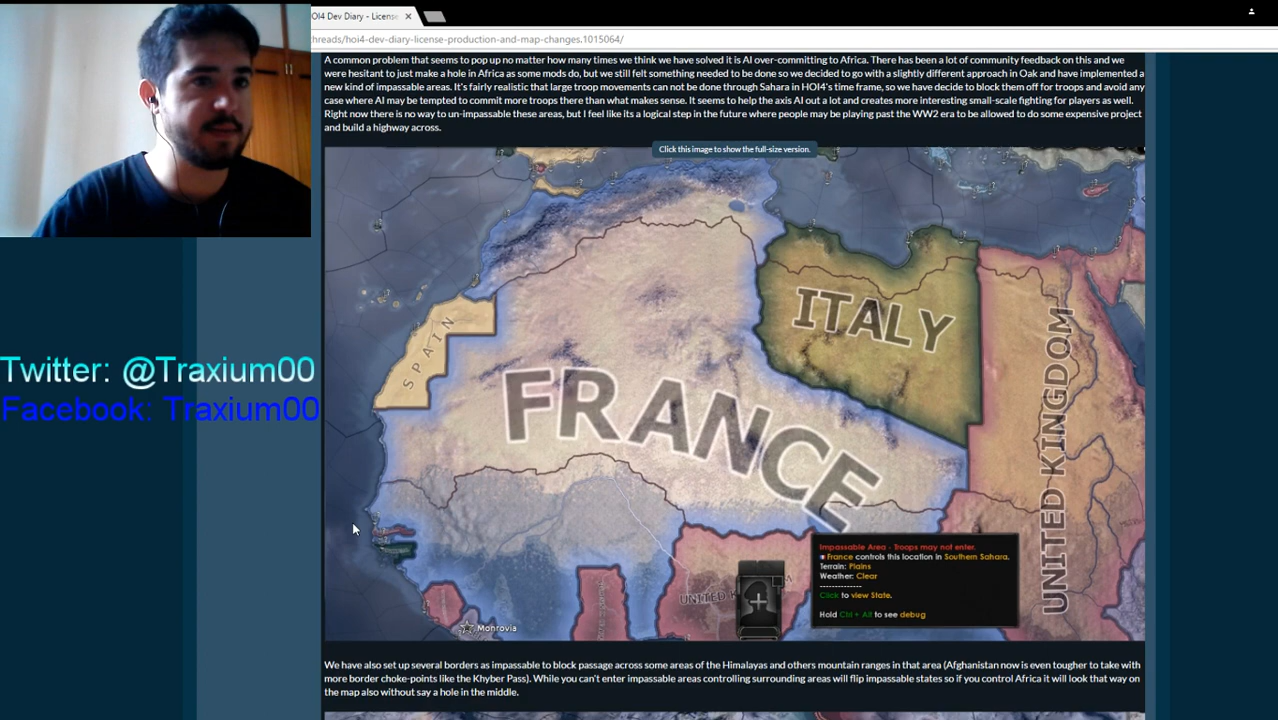 HOI4 Dev Diary - License
threads/hoi4-dev-diary-license-production-and-map-changes.1015064/
A common problem that seems to pop up no matter how many times we think we have solved it is AI over-committing to Africa. There has been a lot of community feedback on this and we
were hesitant to just make a hole in Africa as some mods do, but we still felt something needed to be done so we decided to go with a slightly different approach in Oak and have implemented a
new kind of impassable areas. It's fairly realistic that large troop movements can not be done through Sahara in HOI4's time frame, so we have decide to block them off for troops and avoid any
case where AI may be tempted to commit more troops there than what makes sense. It seems to help the axis AI out a lot and creates more interesting small-scale fighting for players as well.
Right now there is no way to un-impassable these areas, but I feel like its a logical step in the future where people may be playing past the WW2 era to be allowed to do some expensive project
and build a highway across.
Click this image to show the full-size version.
ITALY
SPAIN
FRANCE
UNITED KINGDOM
Twitter: @Traxium00
Facebook: Traxium00
Impassable Area - Troops may not enter.
France controls this location in Southern Sahara.
Terrain: Plains
Weather: Clear
--------------
Click to view State.
Hold Ctrl + Alt to see debug
UNITED
Monrovia
We have also set up several borders as impassable to block passage across some areas of the Himalayas and others mountain ranges in that area (Afghanistan now is even tougher to take with
more border choke-points like the Khyber Pass). While you can't enter impassable areas controlling surrounding areas will flip impassable states so if you control Africa it will look that way on
the map also without say a hole in the middle.